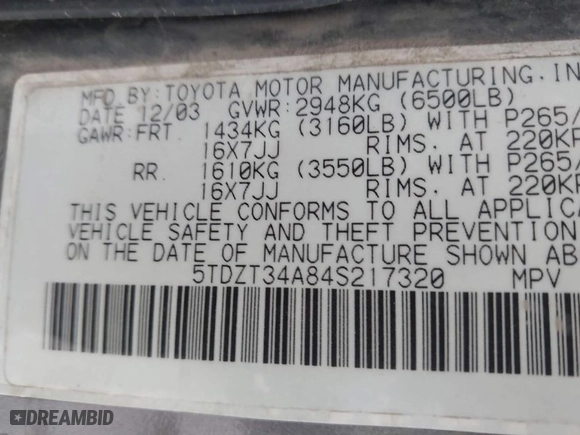 MFD. BY: TOYOTA MOTOR MANUFACTURING, IN
DATE 12/03 GVWR: 2948KG (6500LB)
GAWR: FRT. 1434KG (3160LB) WITH P265/
16X7JJ RIMS. AT 220KP
RR. 1610KG (3550LB) WITH P265/
16X7JJ RIMS. AT 220KP
THIS VEHICLE CONFORMS TO ALL APPLICA
VEHICLE SAFETY AND THEFT PREVENTION
ON THE DATE OF MANUFACTURE SHOWN AB
5TDZT34A84S217320 MPV
DREAMBID